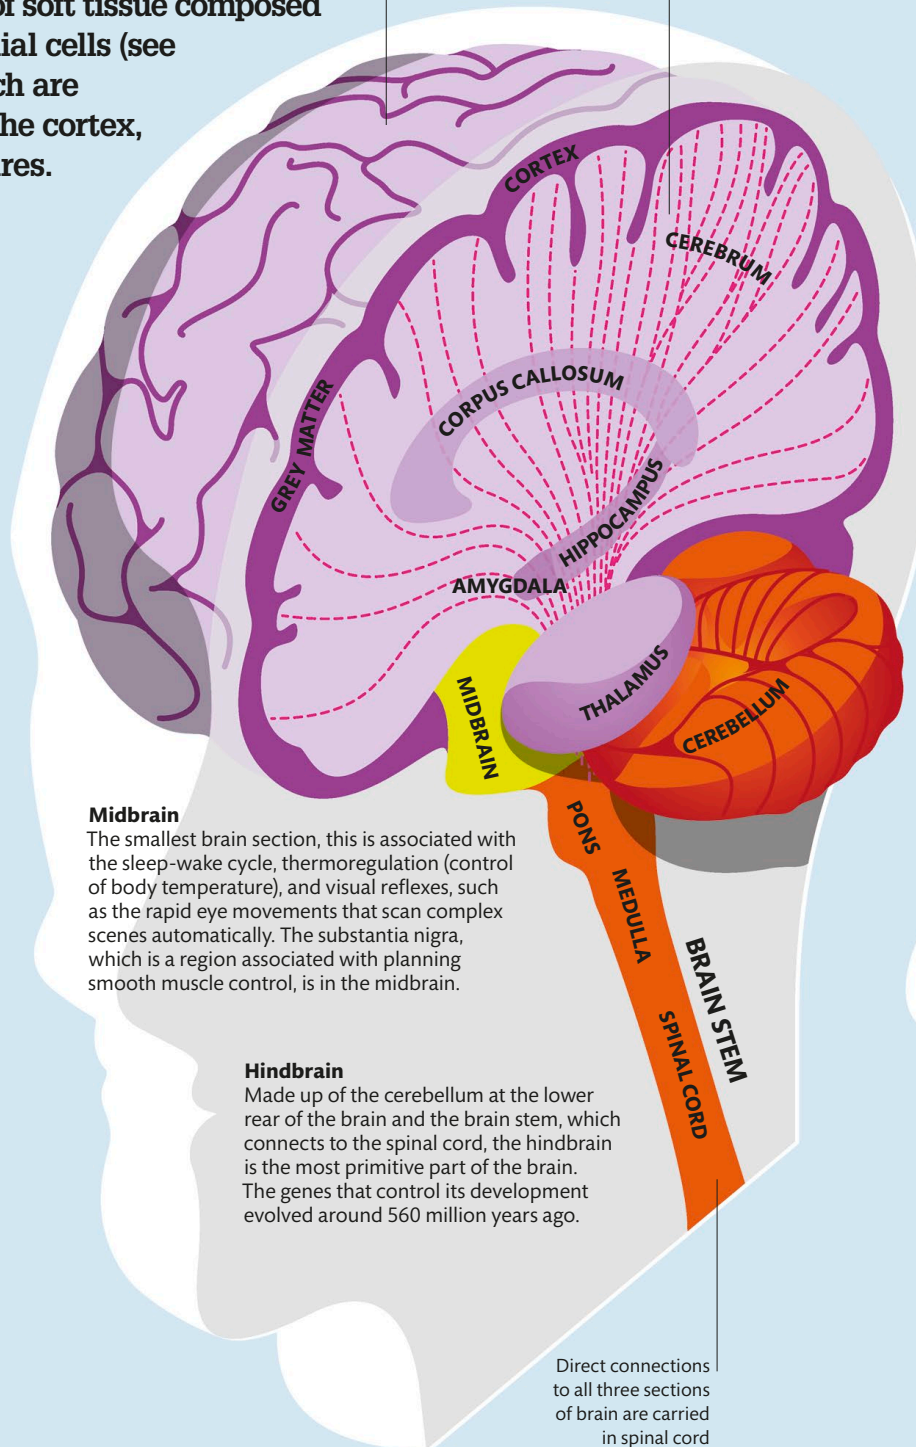 of soft tissue composed
ial cells (see
ch are
he cortex,
res.
CORTEX
CEREBRUM
CORPUS CALLOSUM
GREY MATTER
HIPPOCAMPUS
AMYGDALA
THALAMUS
MIDBRAIN
CEREBELLUM
Midbrain
The smallest brain section, this is associated with
the sleep-wake cycle, thermoregulation (control
of body temperature), and visual reflexes, such
as the rapid eye movements that scan complex
scenes automatically. The substantia nigra,
which is a region associated with planning
smooth muscle control, is in the midbrain.
PONS
MEDULLA
BRAIN STEM
SPINAL CORD
Hindbrain
Made up of the cerebellum at the lower
rear of the brain and the brain stem, which
connects to the spinal cord, the hindbrain
is the most primitive part of the brain.
The genes that control its development
evolved around 560 million years ago.
Direct connections
to all three sections
of brain are carried
in spinal cord